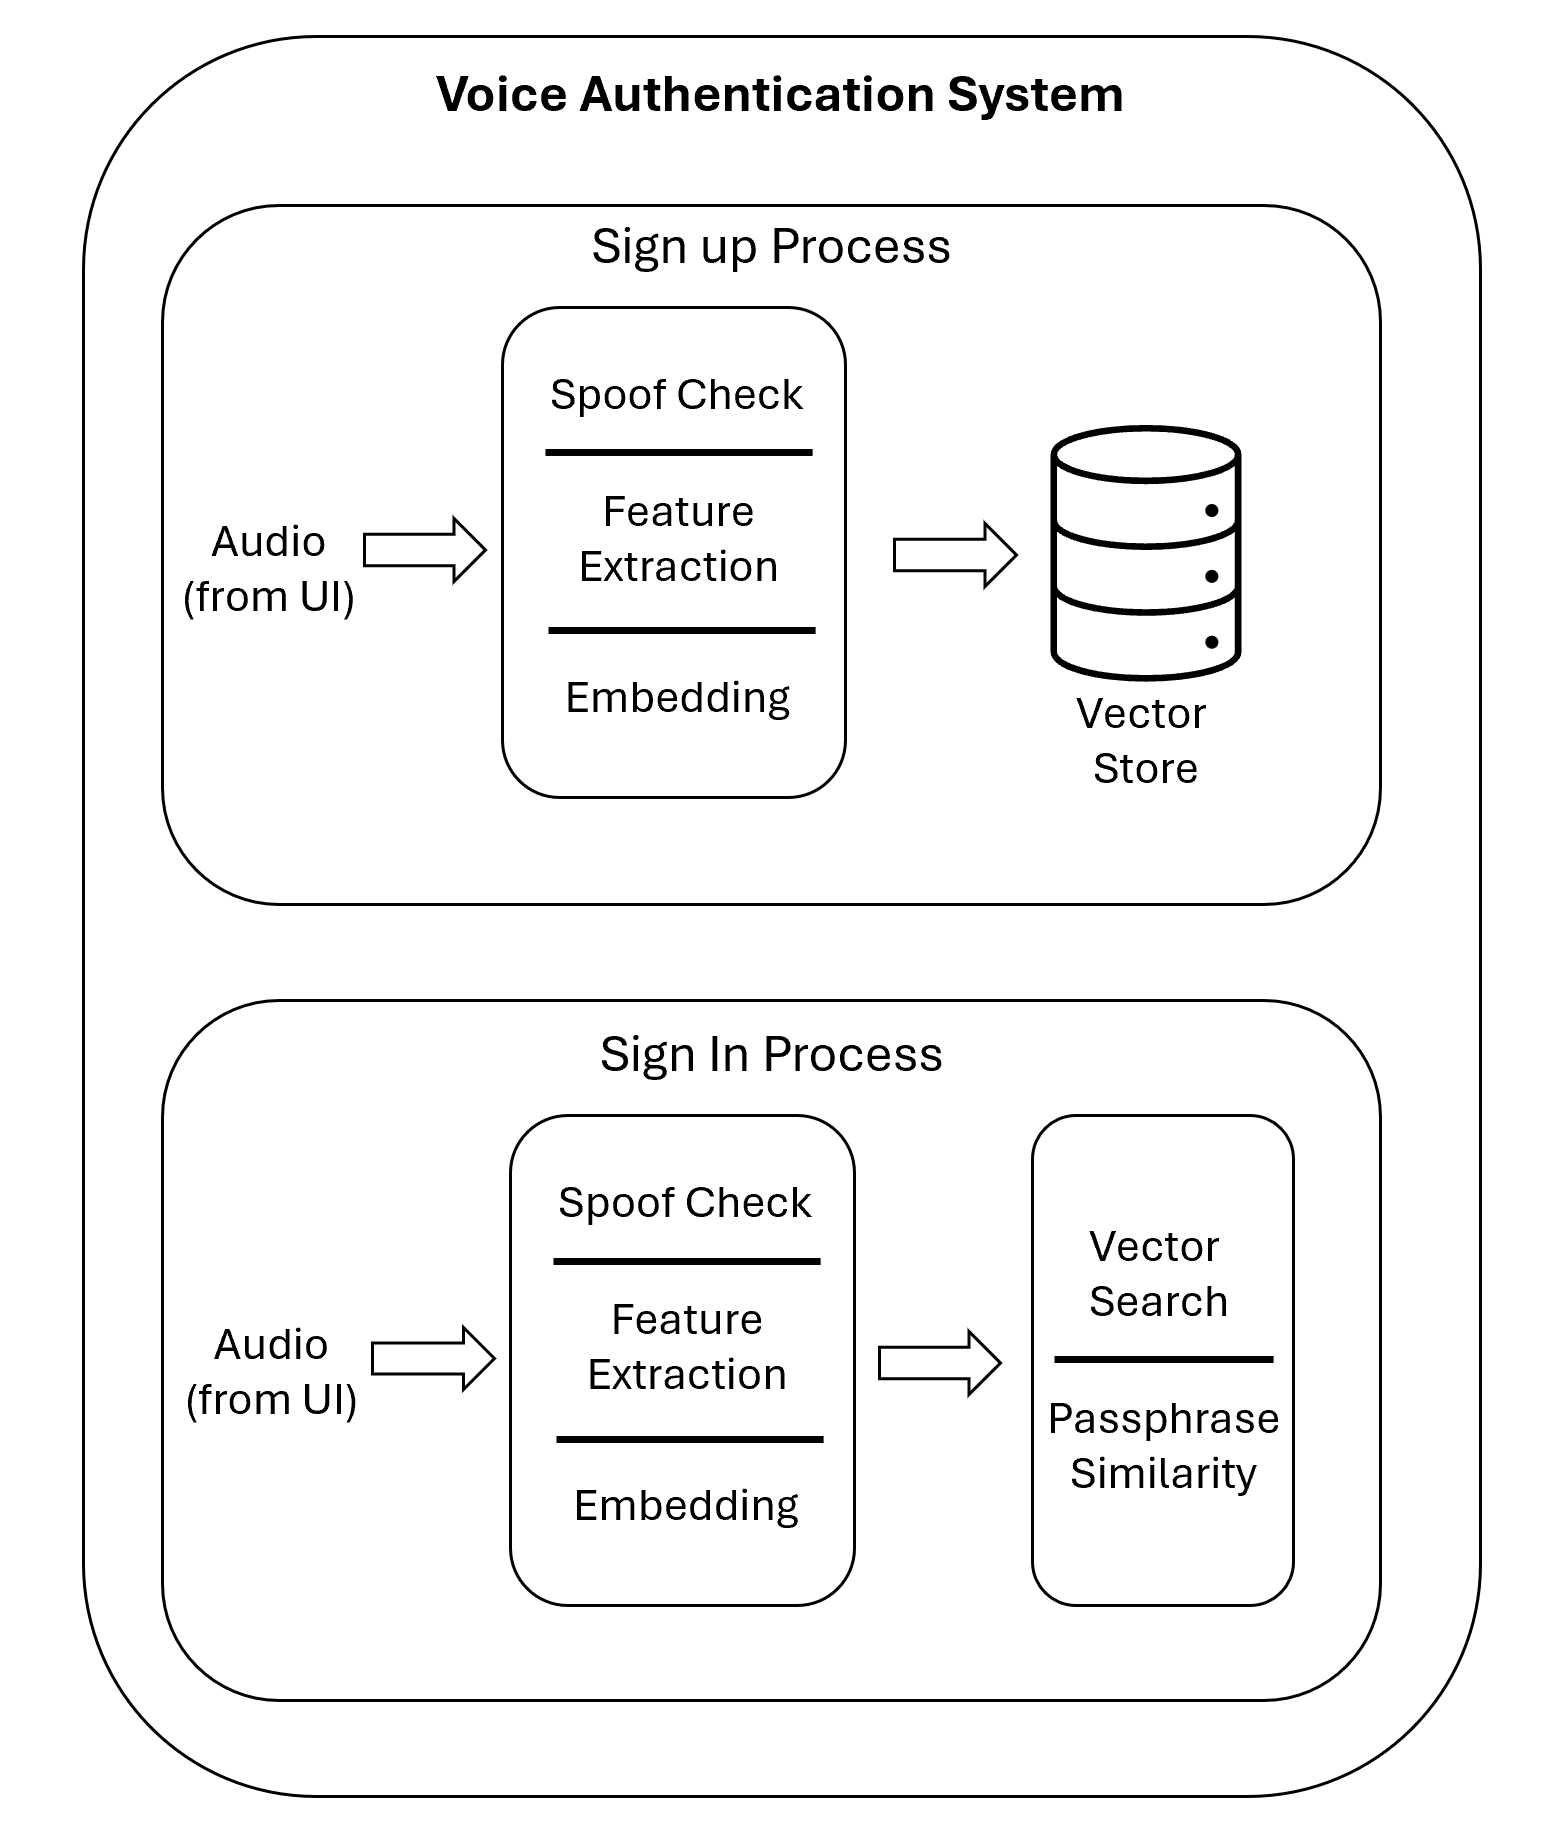 Voice Authentication System
Sign up Process
Audio
(from UI)
Spoof Check
Feature
Extraction
Embedding
Vector
Store
Sign In Process
Audio
(from UI)
Spoof Check
Feature
Extraction
Embedding
Vector
Search
Passphrase
Similarity